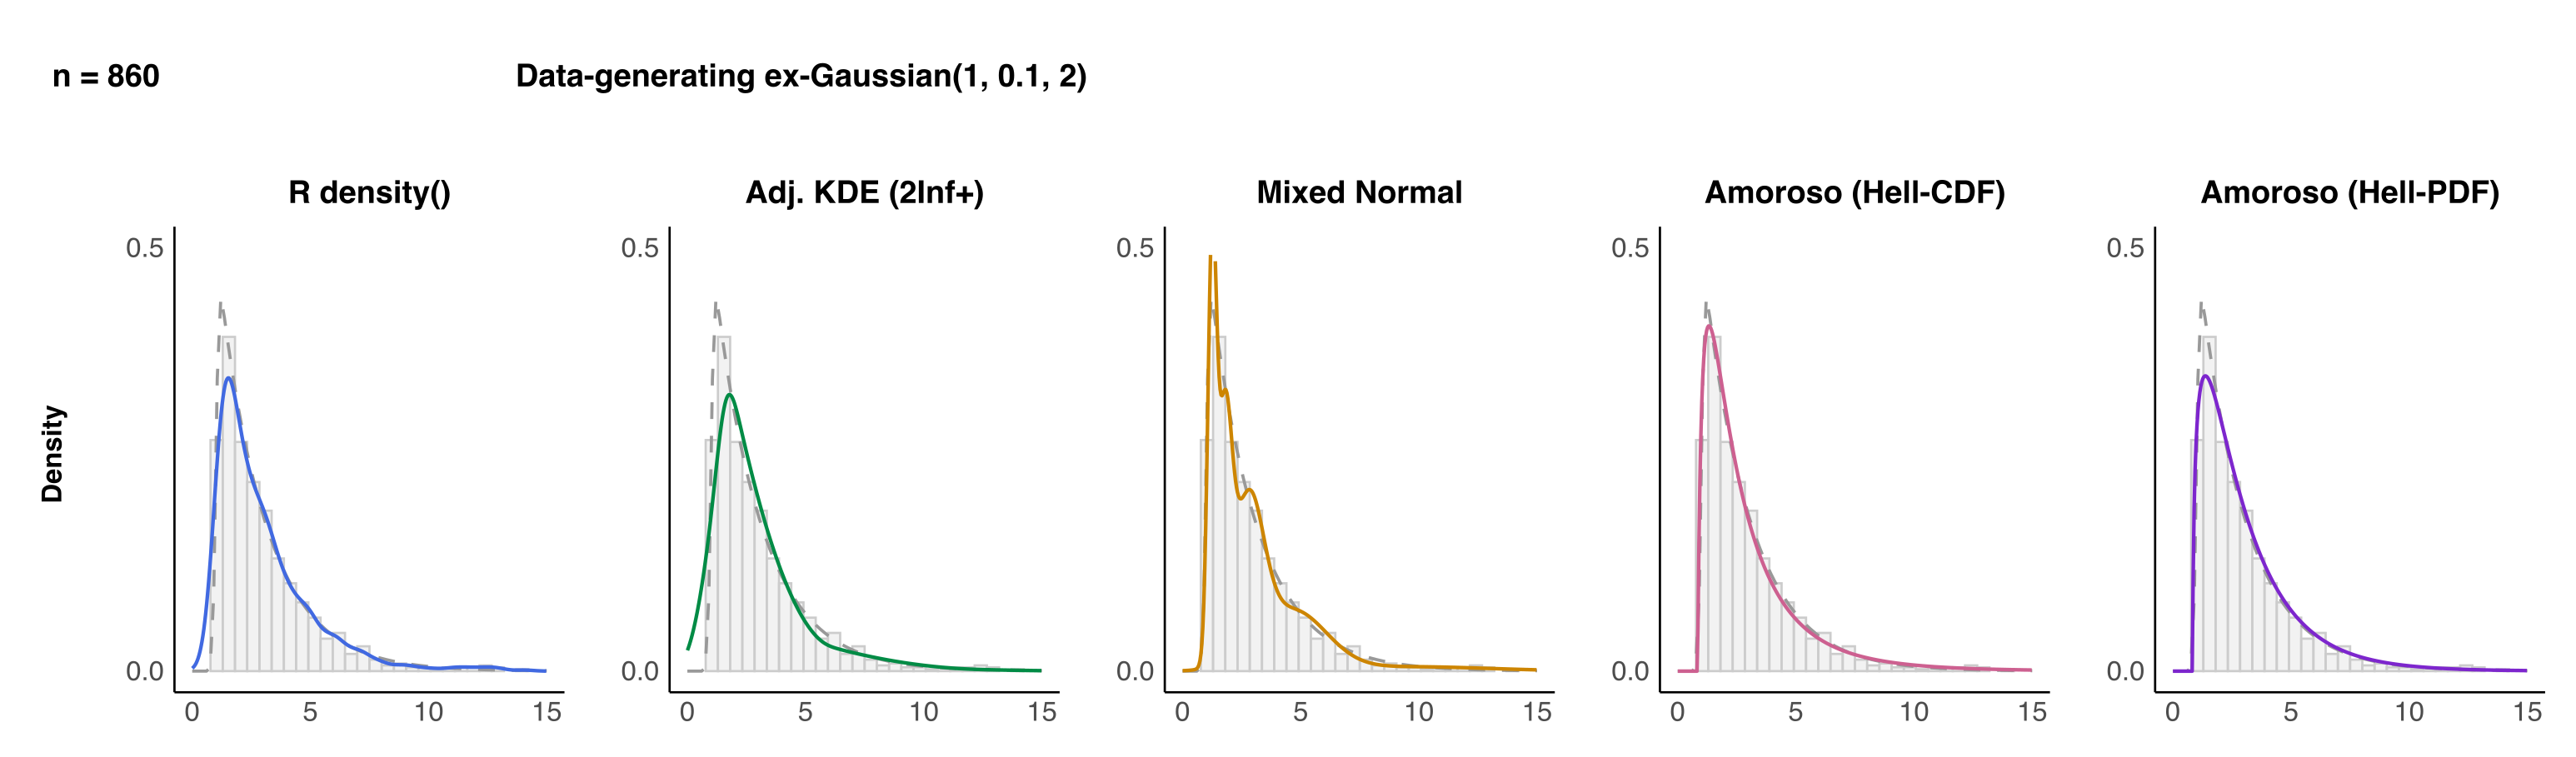 n = 860
Data-generating ex-Gaussian(1, 0.1, 2)
R density()
Adj. KDE (2Inf+)
Mixed Normal
Amoroso (Hell-CDF)
Amoroso (Hell-PDF)
Density
0.5
0.0
0 5 10 15
0.5
0.0
0 5 10 15
0.5
0.0
0 5 10 15
0.5
0.0
0 5 10 15
0.5
0.0
0 5 10 15